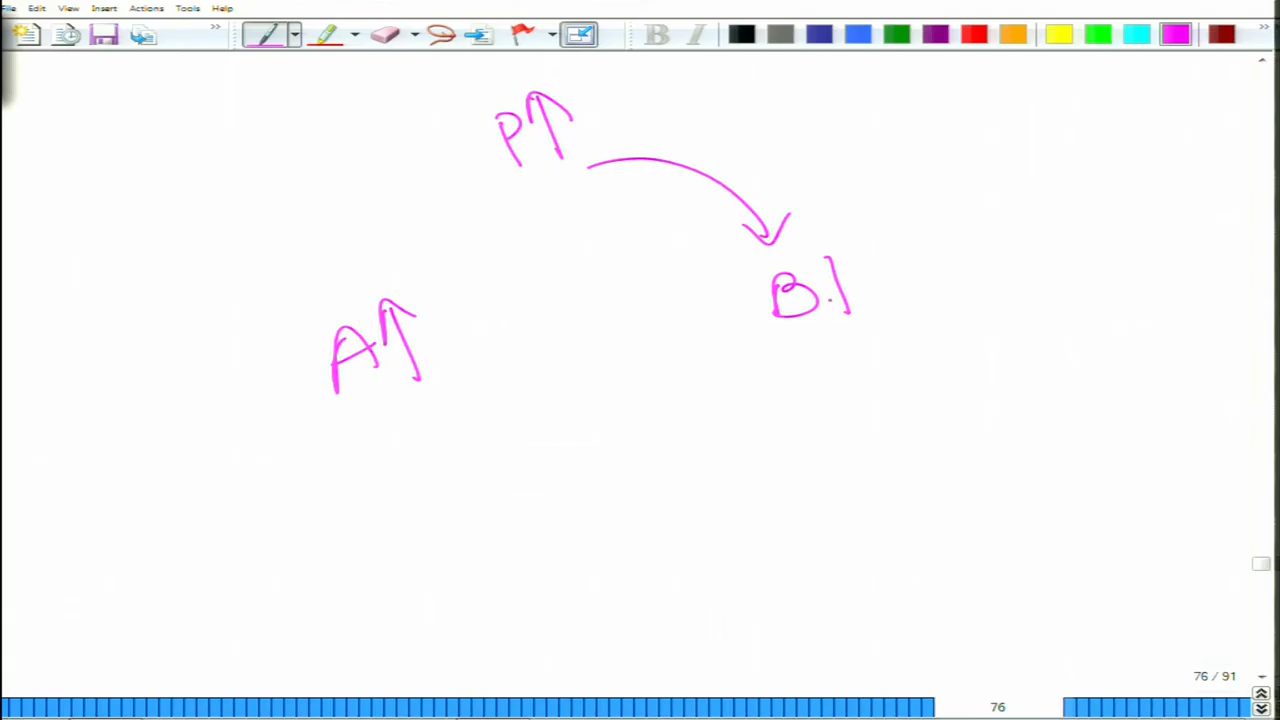 File Edit View Insert Actions Tools Help
B I
P↑
B.
A↑
76 / 91
76